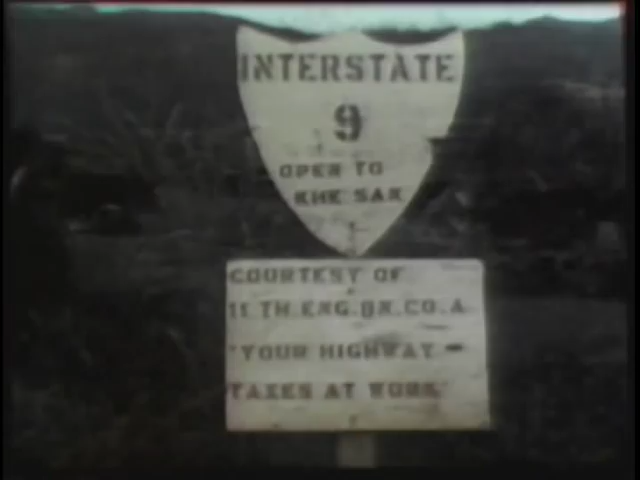 INTERSTATE
9
OPEN TO
KHE SAN
COURTESY OF
11.TH.ENG.BN.CO.A
"YOUR HIGHWAY
TAXES AT WORK"